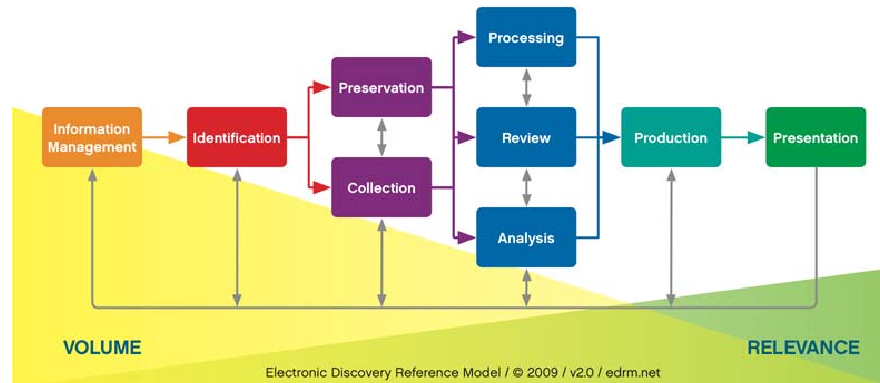 Processing
Preservation
Information
Management
Identification
Review
Production
Presentation
Collection
Analysis
VOLUME
RELEVANCE
Electronic Discovery Reference Model / © 2009 / v2.0 / edrm.net